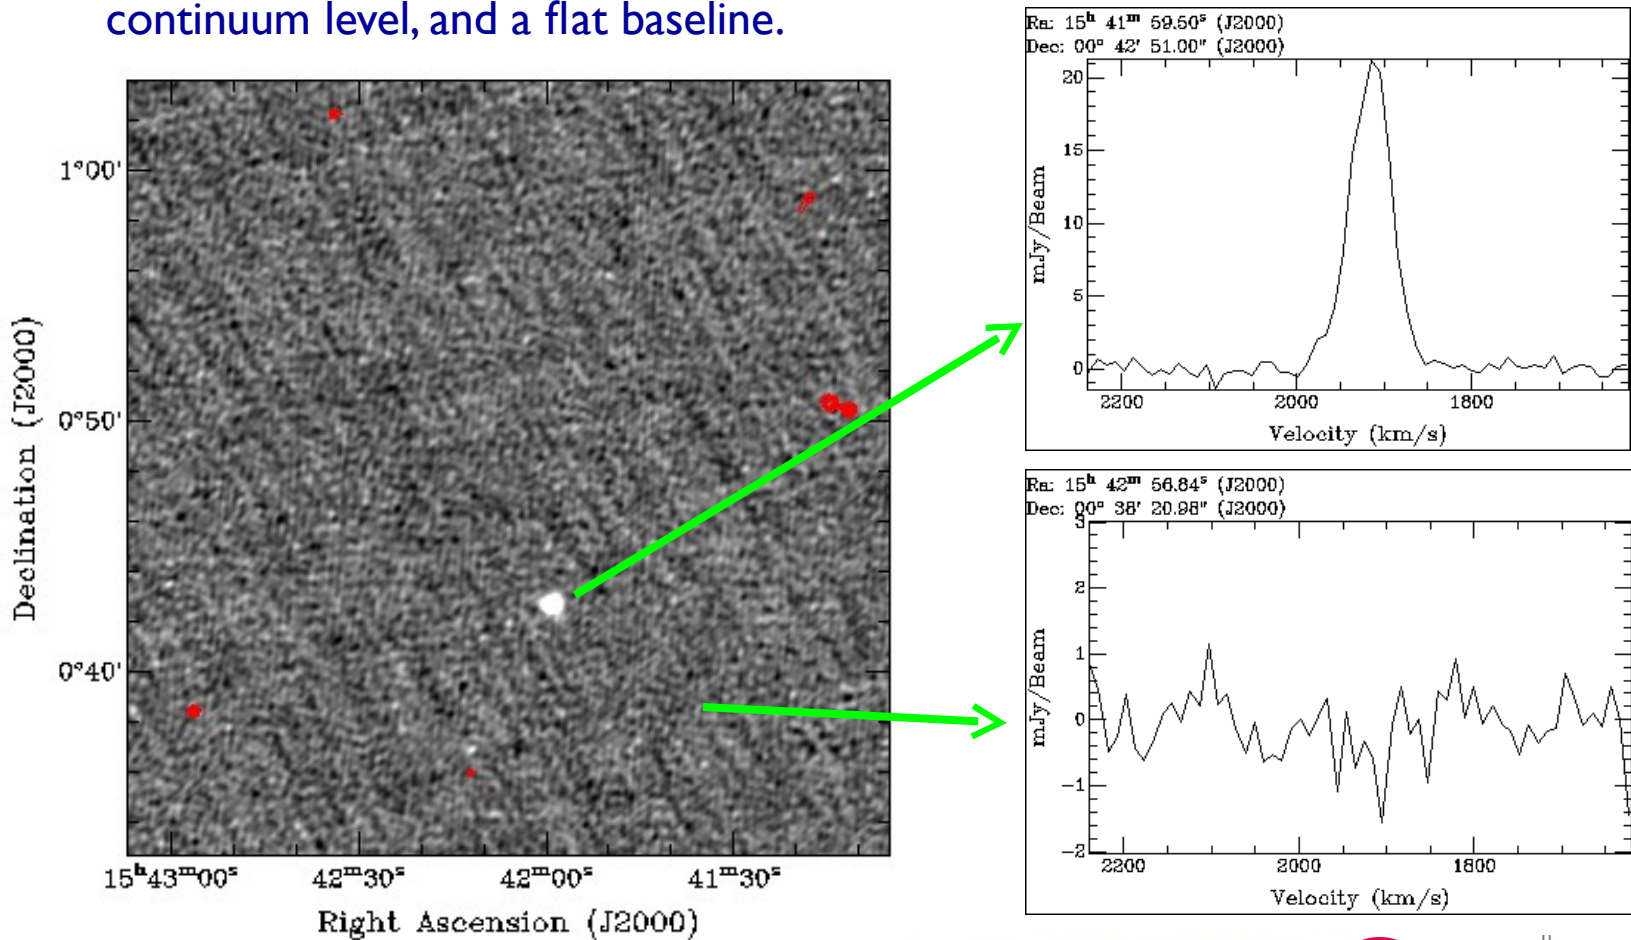 continuum level, and a flat baseline.
Ra: 15ʰ 41ᵐ 59.50ˢ (J2000)
Dec: 00° 42' 51.00" (J2000)
20
15
10
5
0
mJy/Beam
2200 2000 1800
Velocity (km/s)
Ra: 15ʰ 42ᵐ 56.84ˢ (J2000)
Dec: 00° 38' 20.98" (J2000)
3
2
1
0
-1
-2
mJy/Beam
2200 2000 1800
Velocity (km/s)
1°00'
0°50'
0°40'
Declination (J2000)
15ʰ43ᵐ00ˢ 42ᵐ30ˢ 42ᵐ00ˢ 41ᵐ30ˢ
Right Ascension (J2000)